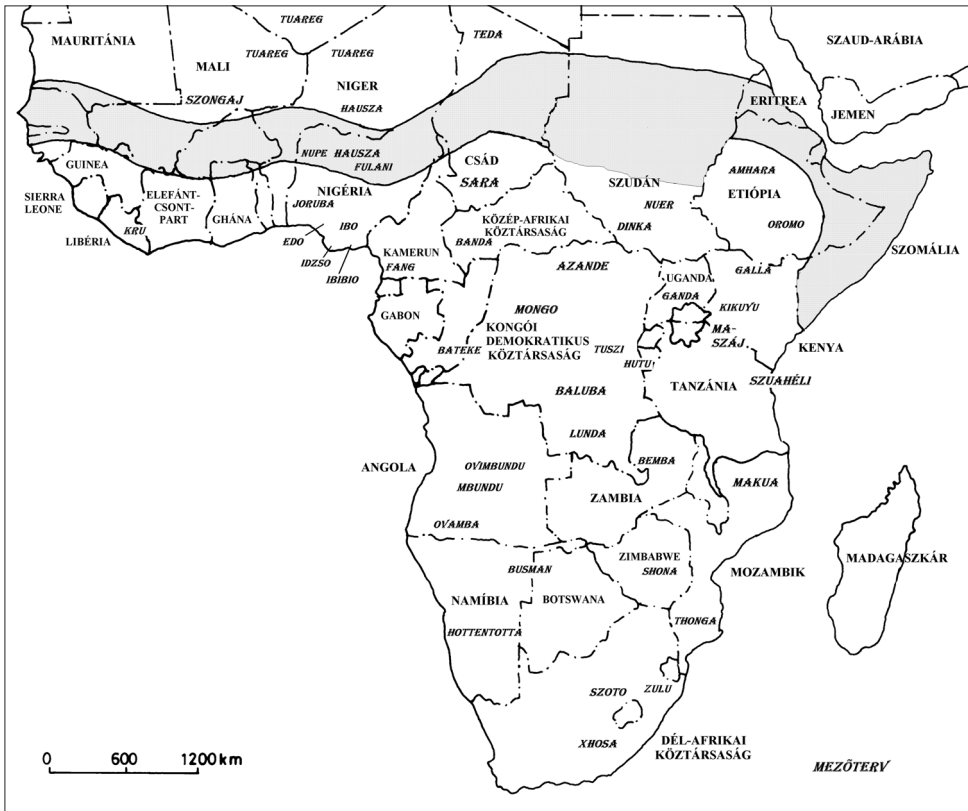 TUAREG
MAURITÁNIA
TUAREG
TUAREG
TEDA
SZAUD-ARÁBIA
MALI
NIGER
SZONGAJ
HAUSZA
ERITREA
JEMEN
GUINEA
NUPE
HAUSZA
FULANI
CSÁD
SARA
AMHARA
ETIÓPIA
SIERRA
LEONE
ELEFÁNT-
CSONT-
PART
GHÁNA
NIGÉRIA
JORUBA
SZUDÁN
NUER
DINKA
OROMO
KRU
LIBÉRIA
IBO
EDO
IDZSO
IBIBIO
KÖZÉP-AFRIKAI
KÖZTÁRSASÁG
BANDA
KAMERUN
FANG
AZANDE
UGANDA
GANDA
GALLA
SZOMÁLIA
GABON
MONGO
KIKUYU
KONGÓI
DEMOKRATIKUS
KÖZTÁRSASÁG
BATEKE
TUSZI
HUTU
MA-
SZÁJ
KENYA
TANZÁNIA
SZUAHÉLI
BALUBA
LUNDA
BEMBA
ANGOLA
OVIMBUNDU
MBUNDU
ZAMBIA
MAKUA
OVAMBA
BUSMAN
ZIMBABWE
SHONA
MOZAMBIK
MADAGASZKÁR
NAMÍBIA
BOTSWANA
HOTTENTOTTA
THONGA
SZOTO
ZULU
XHOSA
DÉL-AFRIKAI
KÖZTÁRSASÁG
0 600 1200 km
MEZŐTERV